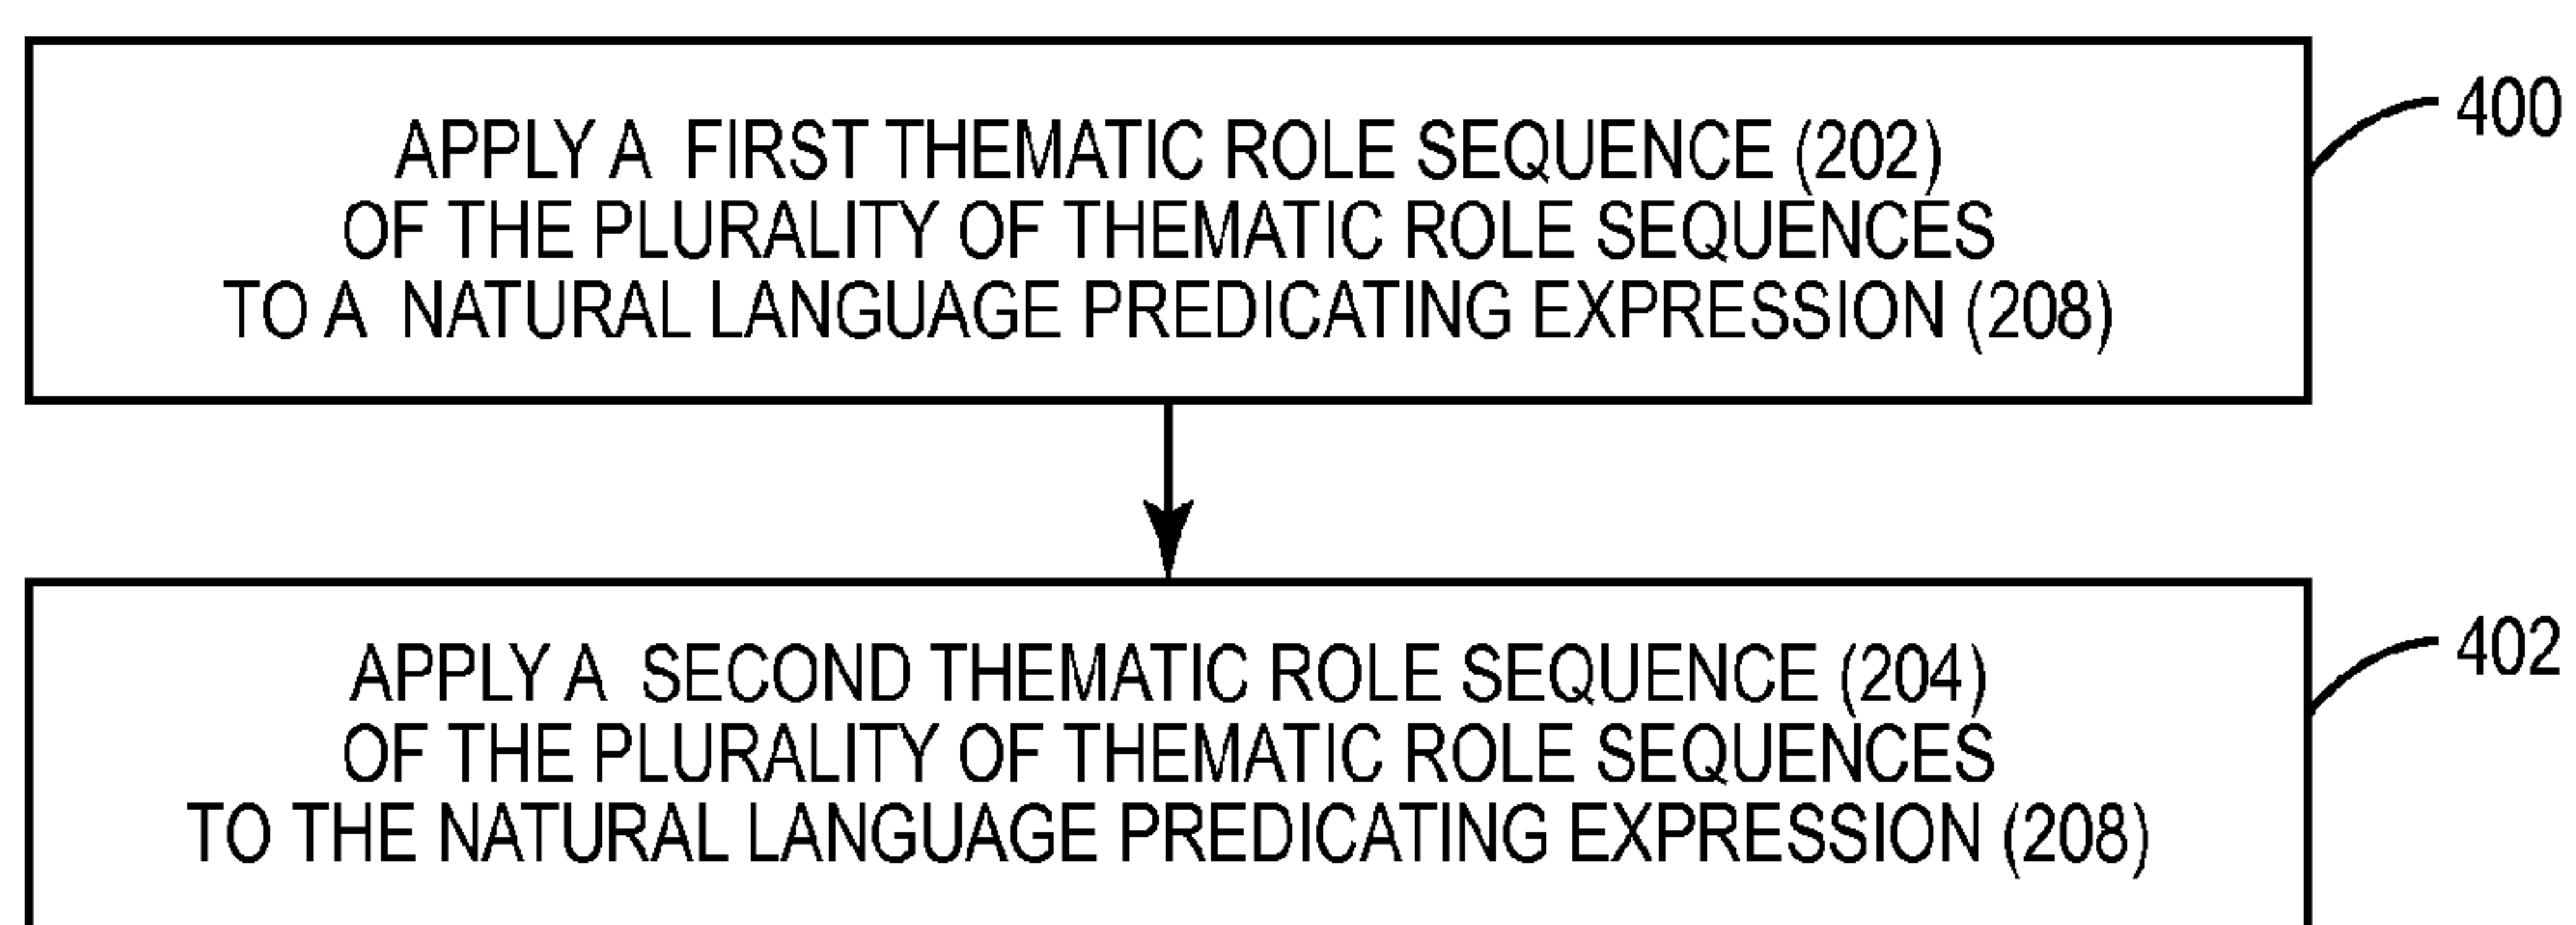 APPLY A FIRST THEMATIC ROLE SEQUENCE (202)
OF THE PLURALITY OF THEMATIC ROLE SEQUENCES
TO A NATURAL LANGUAGE PREDICATING EXPRESSION (208)
400
APPLY A SECOND THEMATIC ROLE SEQUENCE (204)
OF THE PLURALITY OF THEMATIC ROLE SEQUENCES
TO THE NATURAL LANGUAGE PREDICATING EXPRESSION (208)
402